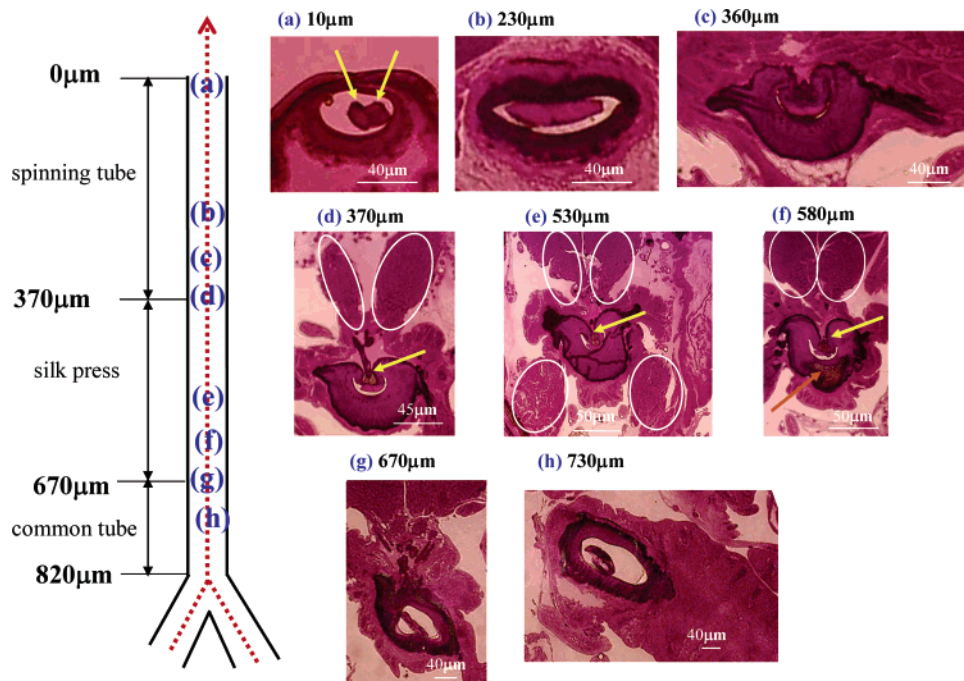 0μm
(a)
spinning tube
(b)
(c)
370μm
(d)
silk press
(e)
(f)
670μm
(g)
common tube
(h)
820μm
(a) 10μm
40μm
(b) 230μm
40μm
(c) 360μm
40μm
(d) 370μm
45μm
(e) 530μm
50μm
(f) 580μm
50μm
(g) 670μm
40μm
(h) 730μm
40μm